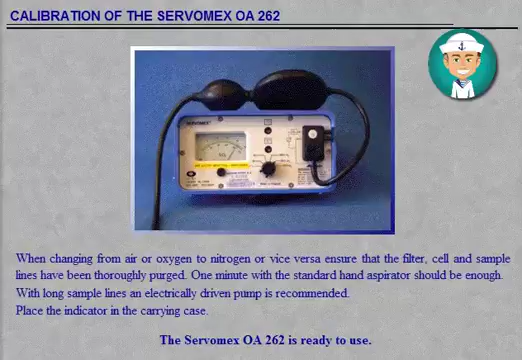 CALIBRATION OF THE SERVOMEX OA 262
SERVOMEX
When changing from air or oxygen to nitrogen or vice versa ensure that the filter, cell and sample
lines have been thoroughly purged. One minute with the standard hand aspirator should be enough.
With long sample lines an electrically driven pump is recommended.
Place the indicator in the carrying case.
The Servomex OA 262 is ready to use.